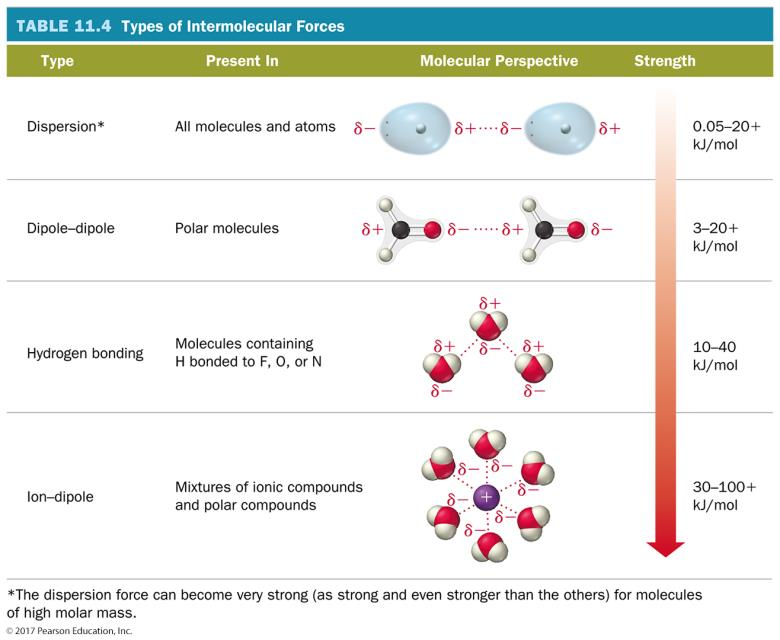 TABLE 11.4 Types of Intermolecular Forces
Type Present In Molecular Perspective Strength
Dispersion* All molecules and atoms δ− δ+ δ− δ+ 0.05–20+
kJ/mol
Dipole–dipole Polar molecules δ+ δ− δ+ δ− 3–20+
kJ/mol
δ+
Hydrogen bonding
Molecules containing
H bonded to F, O, or N
δ+ δ− δ+
δ− δ−
10–40
kJ/mol
Ion–dipole
Mixtures of ionic compounds
and polar compounds
δ− δ−
δ−
δ− +
δ−
δ−
30–100+
kJ/mol
*The dispersion force can become very strong (as strong and even stronger than the others) for molecules
of high molar mass.
© 2017 Pearson Education, Inc.